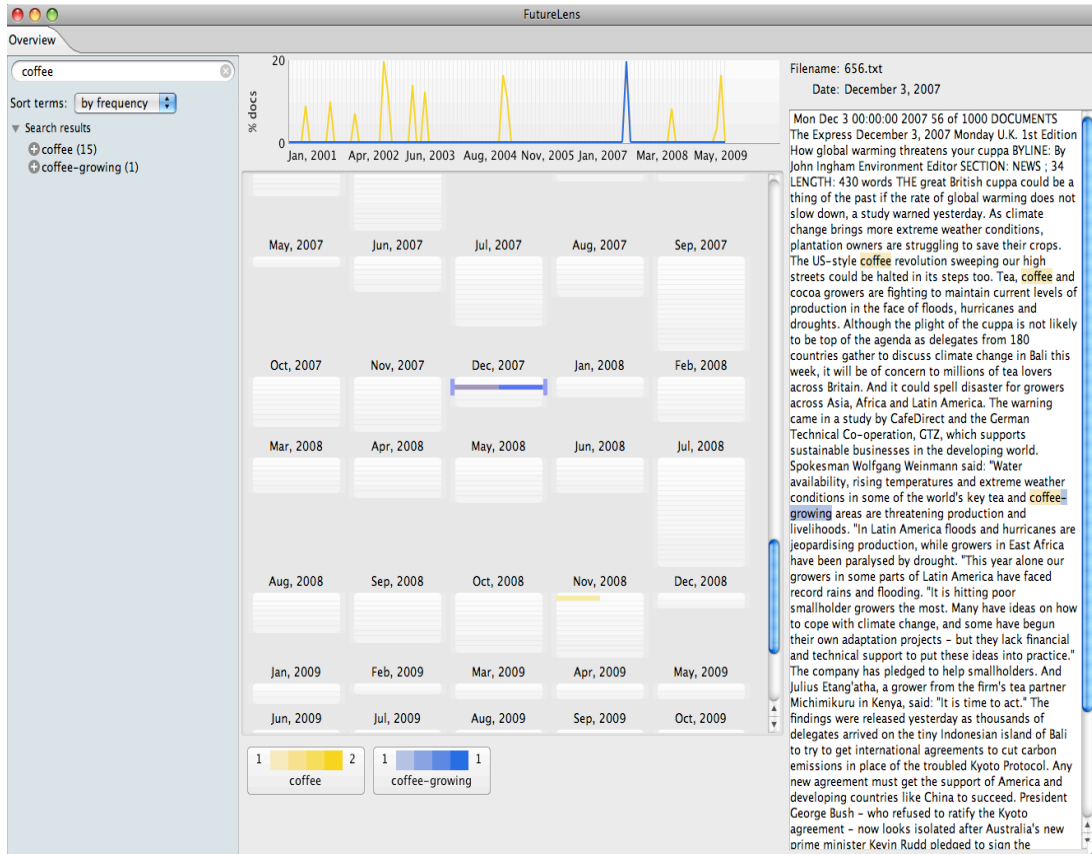 FutureLens
Overview
coffee
Sort terms: by frequency
Search results
coffee (15)
coffee-growing (1)
20
% docs
0
Jan, 2001 Apr, 2002 Jun, 2003 Aug, 2004 Nov, 2005 Jan, 2007 Mar, 2008 May, 2009
May, 2007 Jun, 2007 Jul, 2007 Aug, 2007 Sep, 2007
Oct, 2007 Nov, 2007 Dec, 2007 Jan, 2008 Feb, 2008
Mar, 2008 Apr, 2008 May, 2008 Jun, 2008 Jul, 2008
Aug, 2008 Sep, 2008 Oct, 2008 Nov, 2008 Dec, 2008
Jan, 2009 Feb, 2009 Mar, 2009 Apr, 2009 May, 2009
Jun, 2009 Jul, 2009 Aug, 2009 Sep, 2009 Oct, 2009
1 2
coffee
1 1
coffee-growing
Filename: 656.txt
Date: December 3, 2007
Mon Dec 3 00:00:00 2007 56 of 1000 DOCUMENTS
The Express December 3, 2007 Monday U.K. 1st Edition
How global warming threatens your cuppa BYLINE: By
John Ingham Environment Editor SECTION: NEWS ; 34
LENGTH: 430 words THE great British cuppa could be a
thing of the past if the rate of global warming does not
slow down, a study warned yesterday. As climate
change brings more extreme weather conditions,
plantation owners are struggling to save their crops.
The US-style coffee revolution sweeping our high
streets could be halted in its steps too. Tea, coffee and
cocoa growers are fighting to maintain current levels of
production in the face of floods, hurricanes and
droughts. Although the plight of the cuppa is not likely
to be top of the agenda as delegates from 180
countries gather to discuss climate change in Bali this
week, it will be of concern to millions of tea lovers
across Britain. And it could spell disaster for growers
across Asia, Africa and Latin America. The warning
came in a study by CafeDirect and the German
Technical Co-operation, GTZ, which supports
sustainable businesses in the developing world.
Spokesman Wolfgang Weinmann said: "Water
availability, rising temperatures and extreme weather
conditions in some of the world's key tea and coffee-
growing areas are threatening production and
livelihoods. "In Latin America floods and hurricanes are
jeopardising production, while growers in East Africa
have been paralysed by drought. "This year alone our
growers in some parts of Latin America have faced
record rains and flooding. "It is hitting poor
smallholder growers the most. Many have ideas on how
to cope with climate change, and some have begun
their own adaptation projects - but they lack financial
and technical support to put these ideas into practice."
The company has pledged to help smallholders. And
Julius Etang'atha, a grower from the firm's tea partner
Michimikuru in Kenya, said: "It is time to act." The
findings were released yesterday as thousands of
delegates arrived on the tiny Indonesian island of Bali
to try to get international agreements to cut carbon
emissions in place of the troubled Kyoto Protocol. Any
new agreement must get the support of America and
developing countries like China to succeed. President
George Bush - who refused to ratify the Kyoto
agreement - now looks isolated after Australia's new
prime minister Kevin Rudd pledged to sign the